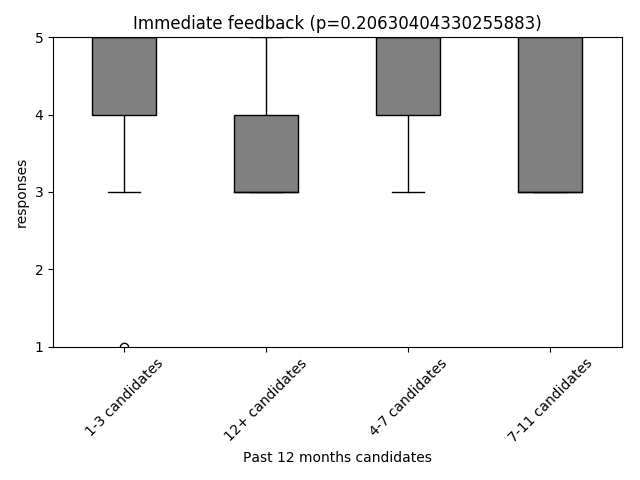 Immediate feedback (p=0.20630404330255883)
5
4
3
2
1
responses
1-3 candidates
12+ candidates
4-7 candidates
7-11 candidates
Past 12 months candidates